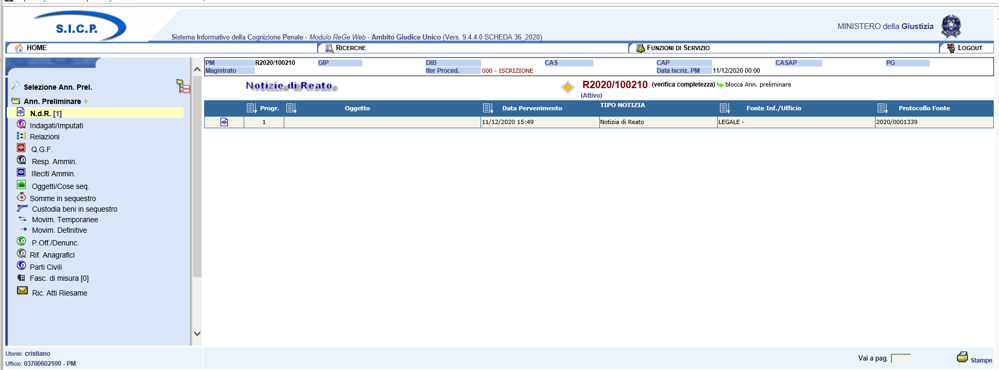 S.I.C.P.
MINISTERO della Giustizia
Sistema Informativo della Cognizione Penale - Modulo ReGe Web - Ambito Giudice Unico (Vers. 9.4.4.0 SCHEDA 36_2020)
HOME RICERCHE FUNZIONI DI SERVIZIO LOGOUT
PM R2020/100210 GIP DIB CAS CAP CASAP PG
Magistrato Iter Proced. 000 - ISCRIZIONE Data Iscriz. PM 11/12/2020 00:00
Selezione Ann. Prel.
Ann. Preliminare
N.d.R. [1]
Indagati/Imputati
Relazioni
Q.G.F.
Resp. Ammin.
Illeciti Ammin.
Oggetti/Cose seq.
Somme in sequestro
Custodia beni in sequestro
Movim. Temporanee
Movim. Definitive
P.Off./Denunc.
Rif. Anagrafici
Parti Civili
Fasc. di misura [0]
Ric. Atti Riesame
Notizie di Reato
R2020/100210 (verifica completezza) blocca Ann. preliminare
(Attivo)
Progr. Oggetto Data Pervenimento TIPO NOTIZIA Fonte Inf./Ufficio Protocollo Fonte
1 11/12/2020 15:49 Notizia di Reato LEGALE - 2020/0001339
Utente: cristiano
Ufficio: 03700602100 - PM
Vai a pag. Stampe